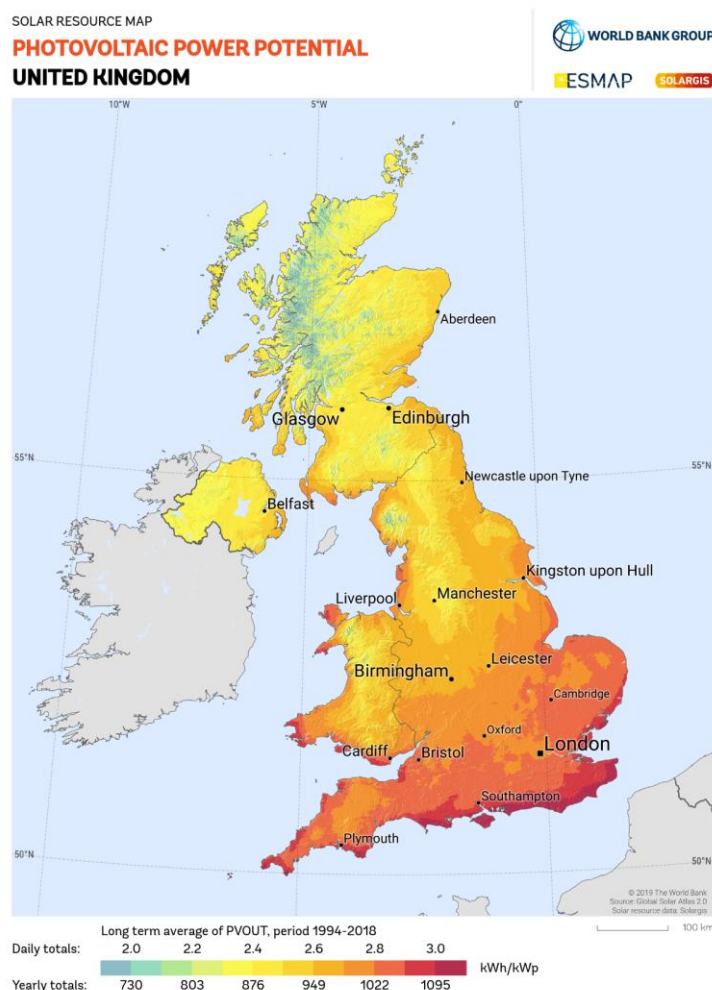 SOLAR RESOURCE MAP
PHOTOVOLTAIC POWER POTENTIAL
UNITED KINGDOM
WORLD BANK GROUP
ESMAP
SOLARGIS
10°W
5°W
0°
Aberdeen
Glasgow
Edinburgh
55°N
55°N
Newcastle upon Tyne
Belfast
Kingston upon Hull
Liverpool
Manchester
Leicester
Birmingham
Cambridge
Oxford
London
Cardiff
Bristol
Southampton
Plymouth
50°N
50°N
© 2019 The World Bank
Source: Global Solar Atlas 2.0
Solar resource data: Solargis
100 km
Long term average of PVOUT, period 1994-2018
Daily totals: 2.0 2.2 2.4 2.6 2.8 3.0
kWh/kWp
Yearly totals: 730 803 876 949 1022 1095